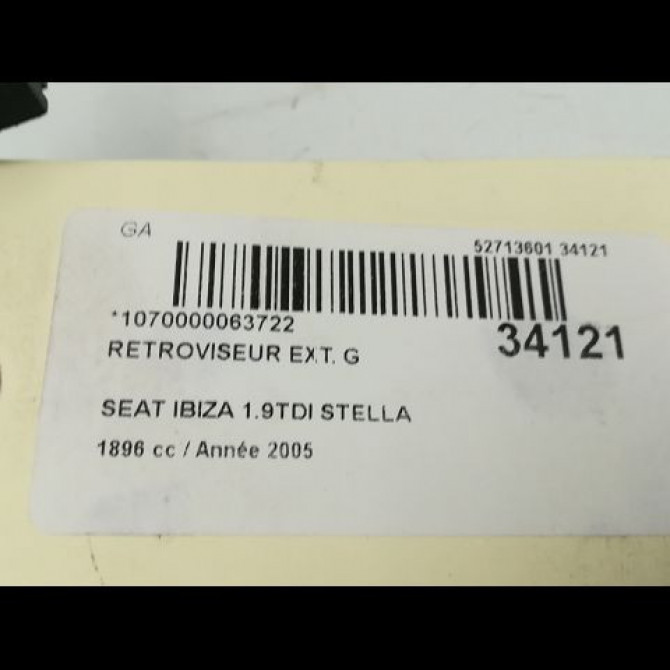 GA
52713601 34121
*1070000063722
34121
RETROVISEUR EXT. G
SEAT IBIZA 1.9TDI STELLA
1896 cc / Année 2005